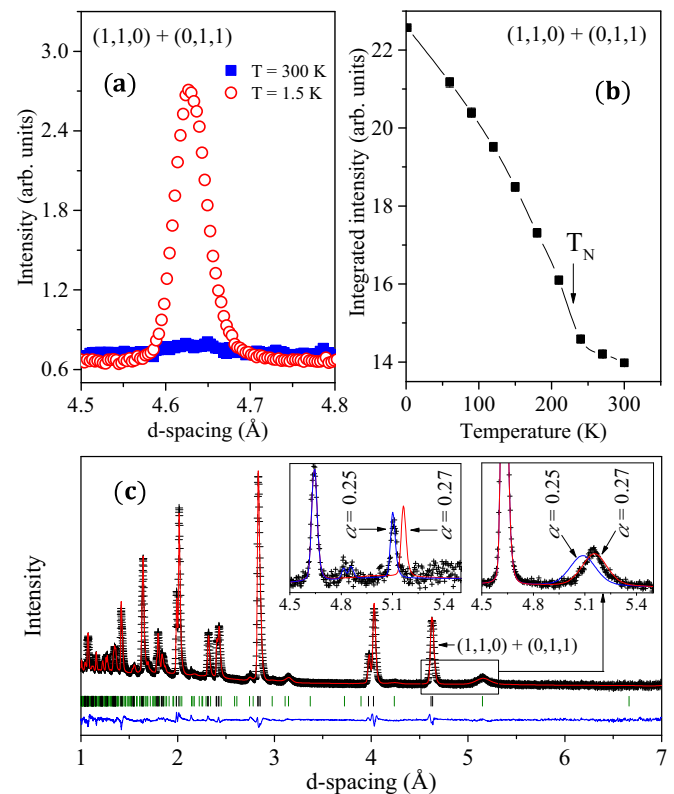 (1,1,0) + (0,1,1)
(a)
T = 300 K
T = 1.5 K
3.0
2.4
1.8
1.2
0.6
Intensity (arb. units)
4.5 4.6 4.7 4.8
d-spacing (Å)
(1,1,0) + (0,1,1)
(b)
T_N
22
20
18
16
14
Integrated intensity (arb. units)
0 100 200 300
Temperature (K)
(c)
Intensity
α = 0.25
α = 0.27
4.5 4.8 5.1 5.4
α = 0.25
α = 0.27
4.5 4.8 5.1 5.4
(1,1,0) + (0,1,1)
1 2 3 4 5 6 7
d-spacing (Å)